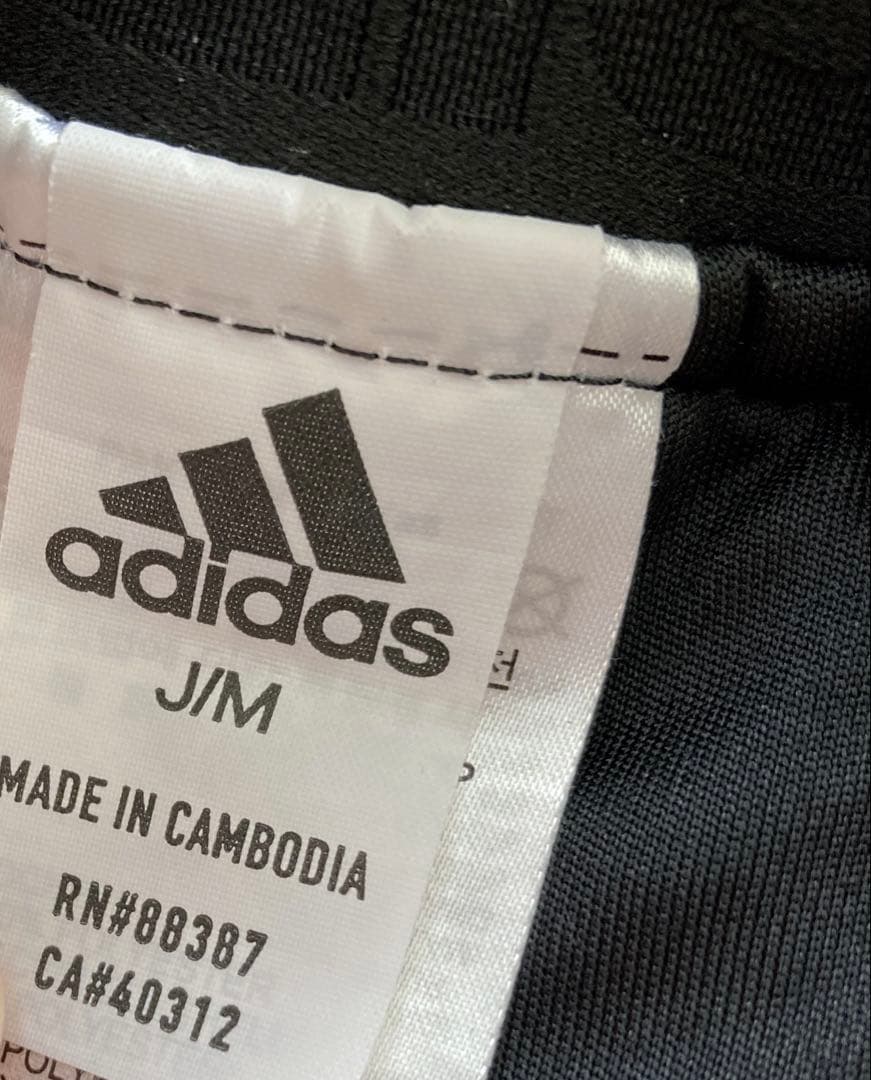 adidas
J/M
MADE IN CAMBODIA
RN#88387
CA#40312